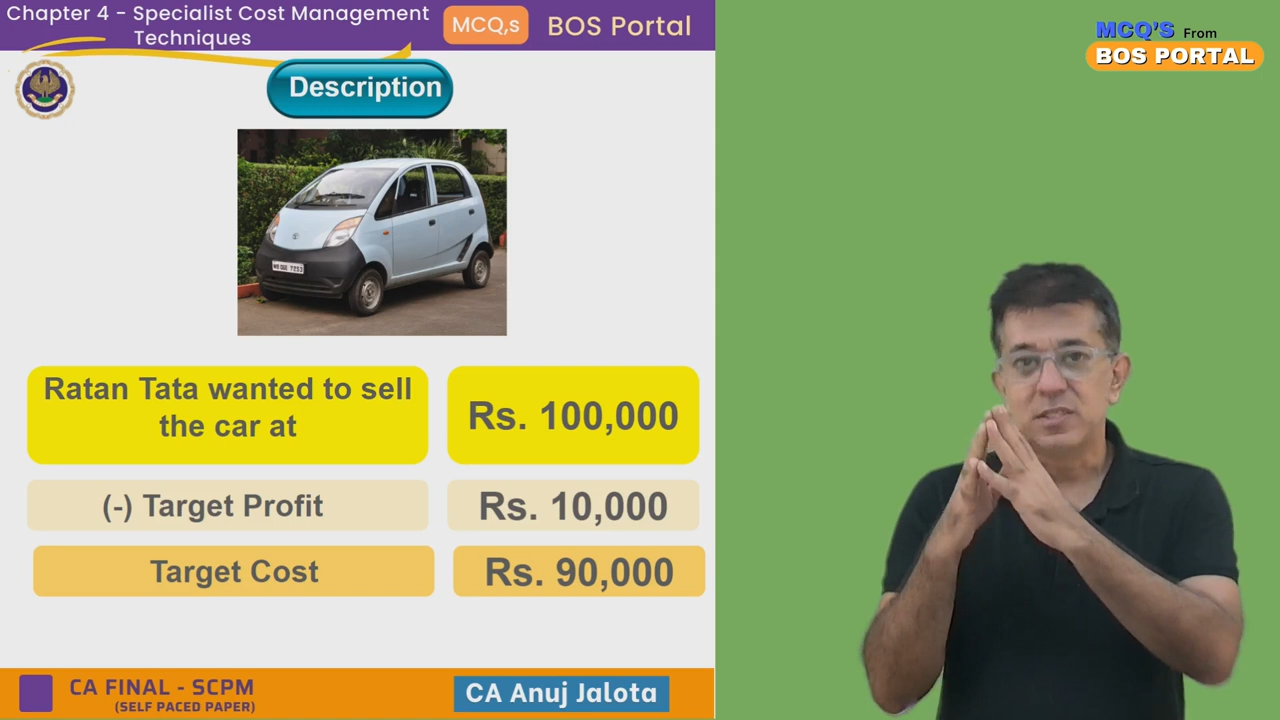 Chapter 4 - Specialist Cost Management
Techniques
MCQ,s
BOS Portal
MCQ'S From
BOS PORTAL
Description
Ratan Tata wanted to sell
the car at
Rs. 100,000
(-) Target Profit
Rs. 10,000
Target Cost
Rs. 90,000
CA FINAL - SCPM
(SELF PACED PAPER)
CA Anuj Jalota